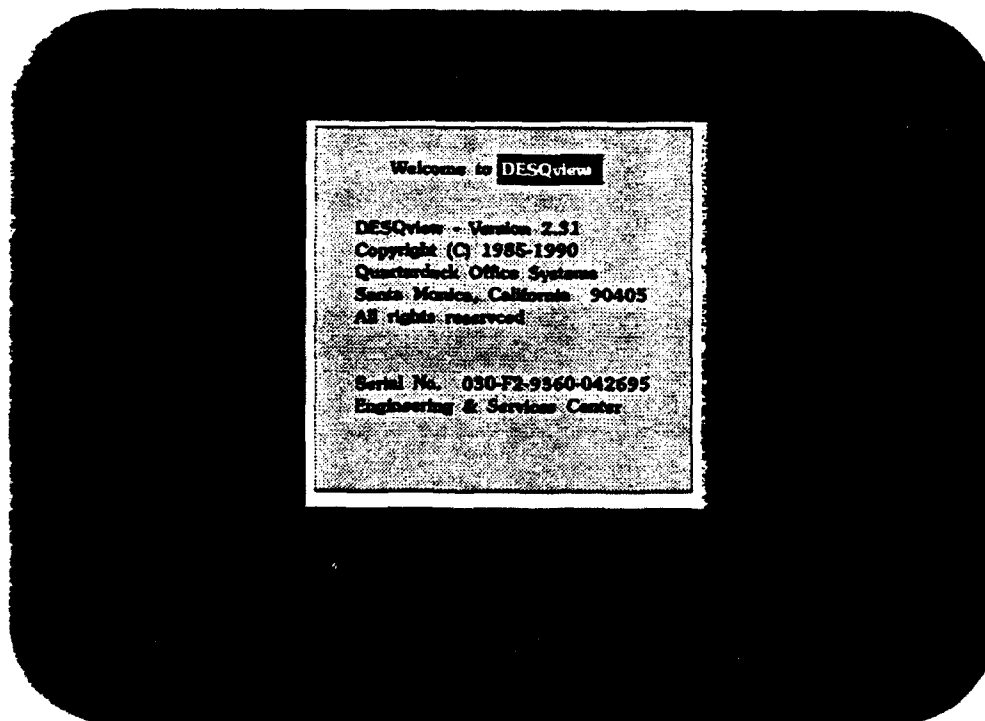 Welcome to DESQview
DESQview - Version 2.31
Copyright (C) 1985-1990
Quarterdeck Office Systems
Santa Monica, California 90405
All rights reserved
Serial No. 030-F2-9360-042695
Engineering & Services Center